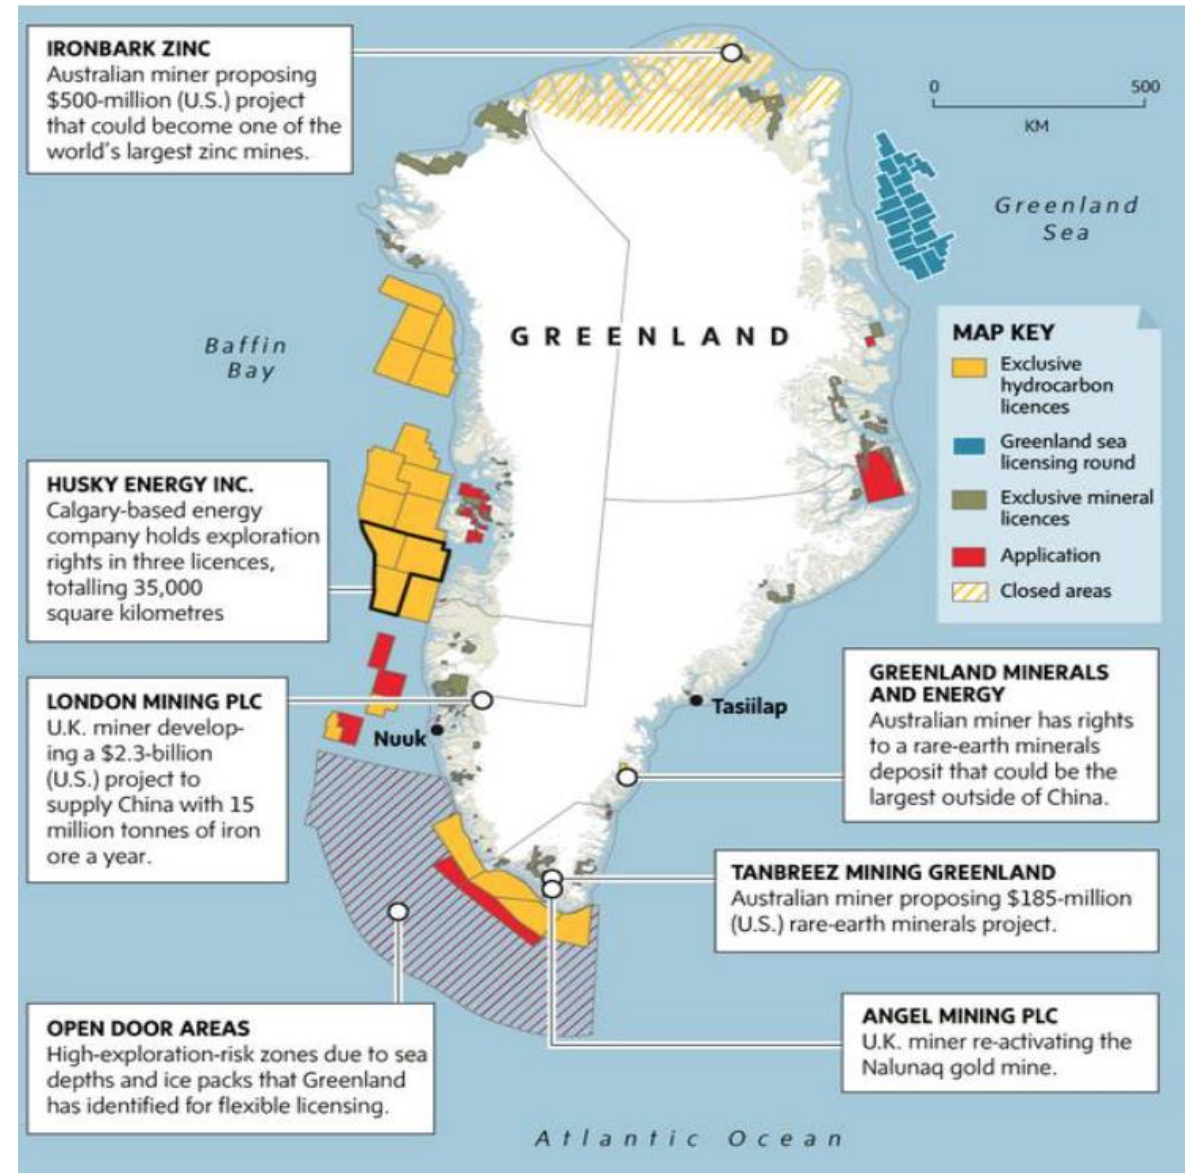 IRONBARK ZINC
Australian miner proposing
$500-million (U.S.) project
that could become one of the
world's largest zinc mines.
0 500
KM
Greenland
Sea
GREENLAND
Baffin
Bay
MAP KEY
Exclusive
hydrocarbon
licences
Greenland sea
licensing round
Exclusive mineral
licences
Application
Closed areas
HUSKY ENERGY INC.
Calgary-based energy
company holds exploration
rights in three licences,
totalling 35,000
square kilometres
LONDON MINING PLC
U.K. miner develop-
ing a $2.3-billion
(U.S.) project to
supply China with 15
million tonnes of iron
ore a year.
Nuuk
Tasiilap
GREENLAND MINERALS
AND ENERGY
Australian miner has rights
to a rare-earth minerals
deposit that could be the
largest outside of China.
TANBREEZ MINING GREENLAND
Australian miner proposing $185-million
(U.S.) rare-earth minerals project.
OPEN DOOR AREAS
High-exploration-risk zones due to sea
depths and ice packs that Greenland
has identified for flexible licensing.
ANGEL MINING PLC
U.K. miner re-activating the
Nalunaq gold mine.
Atlantic Ocean